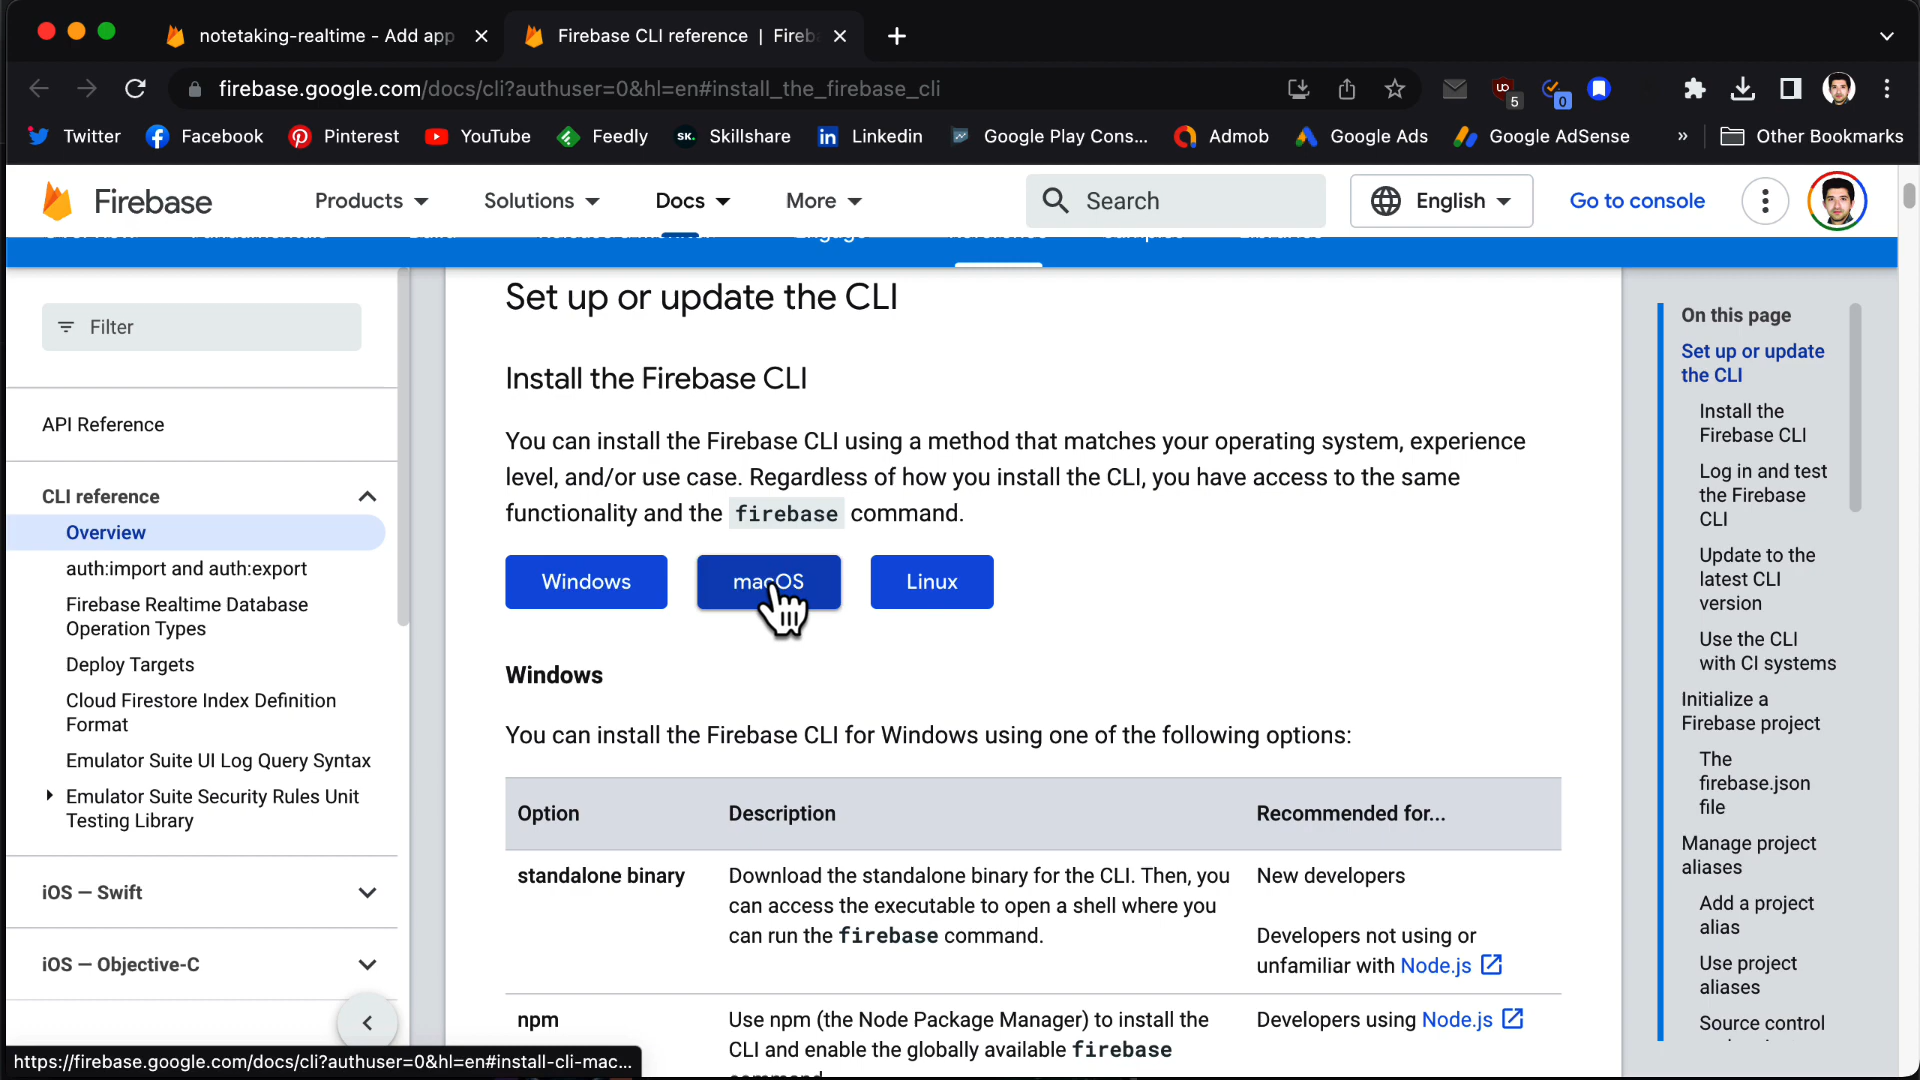 notetaking-realtime - Add app
Firebase CLI reference | Fireb
firebase.google.com/docs/cli?authuser=0&hl=en#install_the_firebase_cli
5
0
Twitter
Facebook
Pinterest
YouTube
Feedly
SK.
Skillshare
in
Linkedin
Google Play Cons...
Admob
Google Ads
Google AdSense
»
Other Bookmarks
Firebase
Products
Solutions
Docs
More
Search
English
Go to console
Filter
API Reference
CLI reference
Overview
auth:import and auth:export
Firebase Realtime Database
Operation Types
Deploy Targets
Cloud Firestore Index Definition
Format
Emulator Suite UI Log Query Syntax
Emulator Suite Security Rules Unit
Testing Library
iOS — Swift
iOS — Objective-C
Set up or update the CLI
Install the Firebase CLI
You can install the Firebase CLI using a method that matches your operating system, experience
level, and/or use case. Regardless of how you install the CLI, you have access to the same
functionality and the firebase command.
Windows
macOS
Linux
Windows
You can install the Firebase CLI for Windows using one of the following options:
Option
Description
Recommended for...
standalone binary
Download the standalone binary for the CLI. Then, you
can access the executable to open a shell where you
can run the firebase command.
New developers
Developers not using or
unfamiliar with Node.js
npm
Use npm (the Node Package Manager) to install the
CLI and enable the globally available firebase
Developers using Node.js
On this page
Set up or update
the CLI
Install the
Firebase CLI
Log in and test
the Firebase
CLI
Update to the
latest CLI
version
Use the CLI
with CI systems
Initialize a
Firebase project
The
firebase.json
file
Manage project
aliases
Add a project
alias
Use project
aliases
Source control
https://firebase.google.com/docs/cli?authuser=0&hl=en#install-cli-mac...